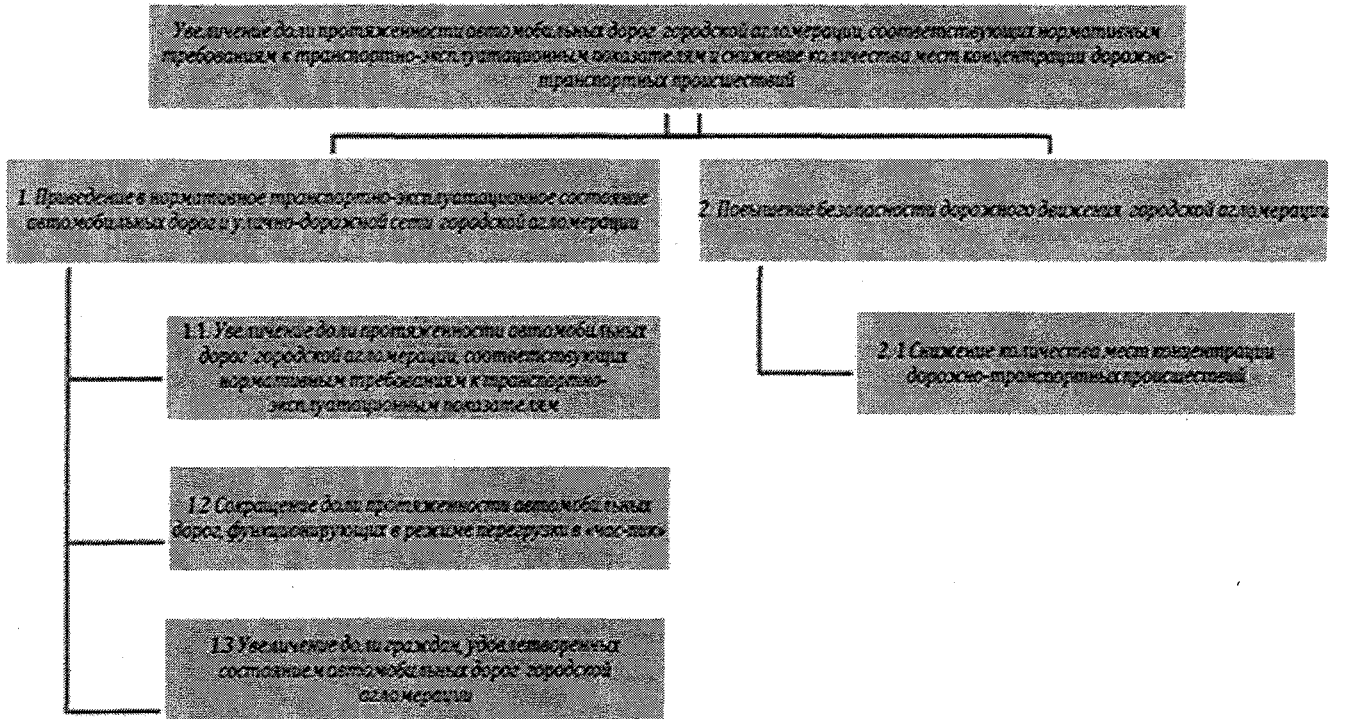 Увеличение доли протяженности автомобильных дорог городской агломерации, соответствующих нормативным
требованиям к транспортно-эксплуатационным показателям и снижение количества мест концентрации дорожно-
транспортных происшествий
1. Приведение в нормативное транспортно-эксплуатационное состояние
автомобильных дорог и улично-дорожной сети городской агломерации
2. Повышение безопасности дорожного движения городской агломерации
1.1. Увеличение доли протяженности автомобильных
дорог городской агломерации, соответствующих
нормативным требованиям к транспортно-
эксплуатационным показателям
2.1 Снижение количества мест концентрации
дорожно-транспортных происшествий
1.2 Сокращение доли протяженности автомобильных
дорог, функционирующих в режиме перегрузки в «час-пик»
1.3 Увеличение доли граждан, удовлетворенных
состоянием автомобильных дорог городской
агломерации